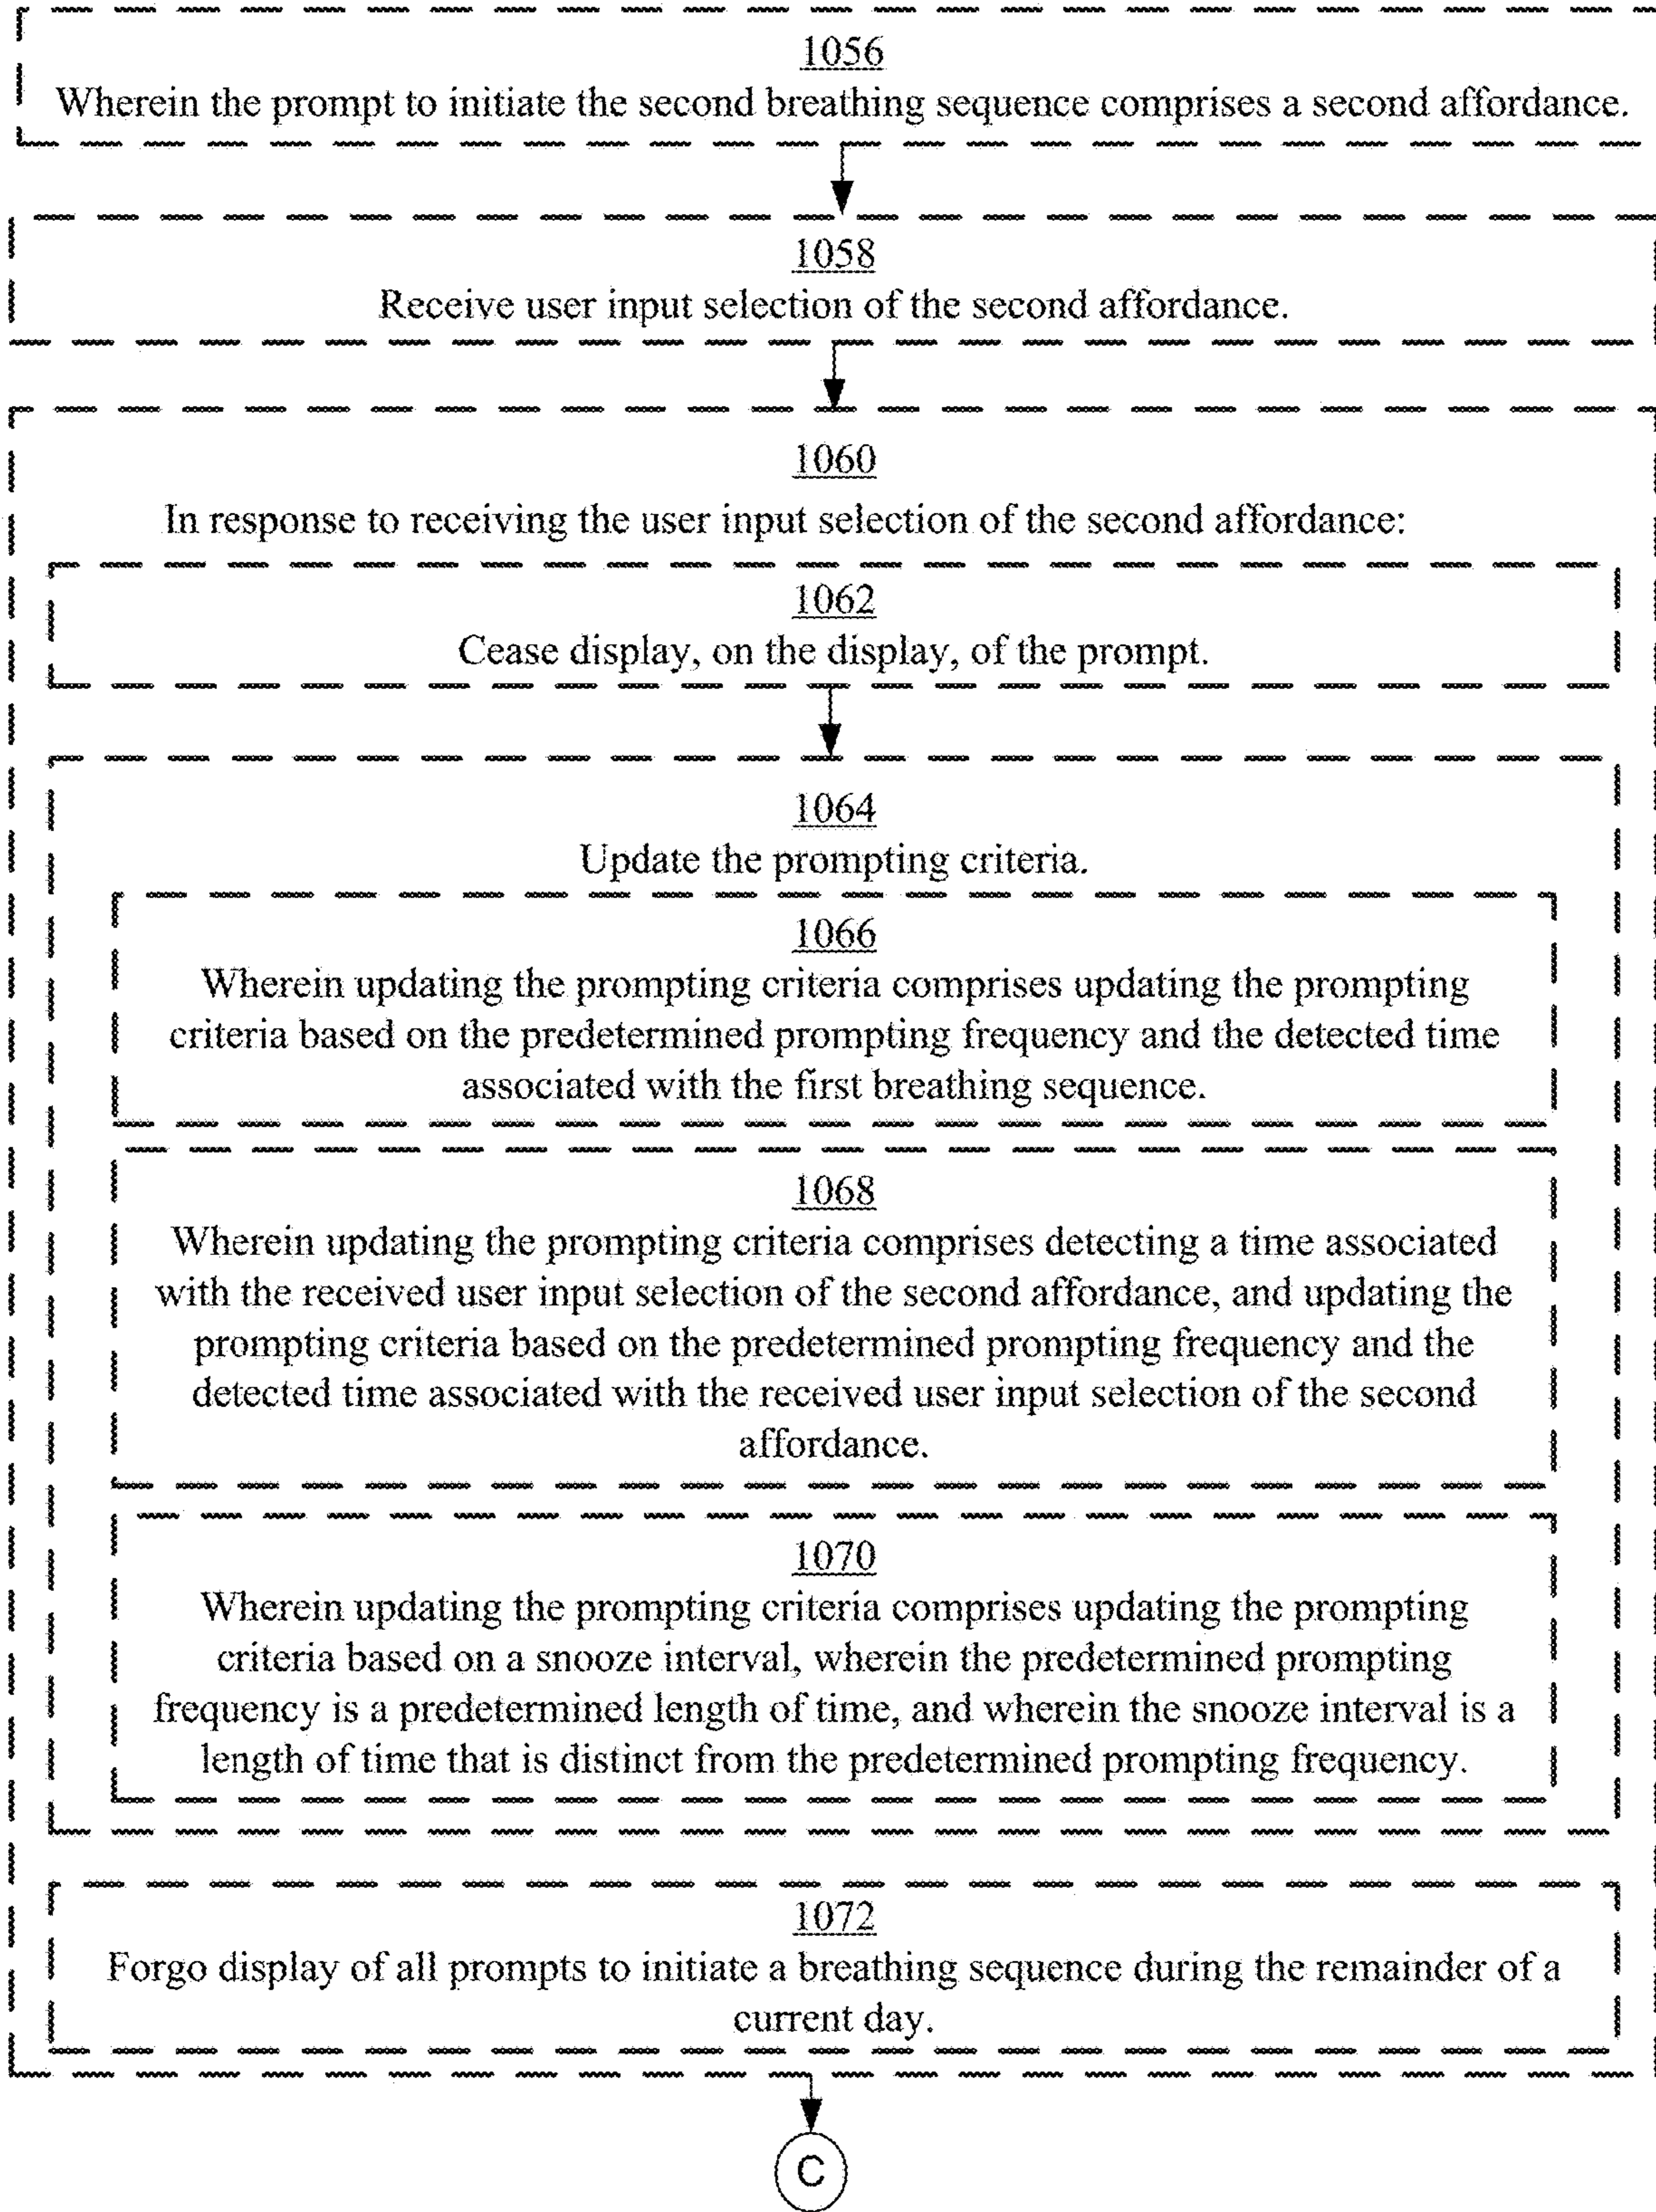 1056
Wherein the prompt to initiate the second breathing sequence comprises a second affordance.
1058
Receive user input selection of the second affordance.
1060
In response to receiving the user input selection of the second affordance:
1062
Cease display, on the display, of the prompt.
1064
Update the prompting criteria.
1066
Wherein updating the prompting criteria comprises updating the prompting
criteria based on the predetermined prompting frequency and the detected time
associated with the first breathing sequence.
1068
Wherein updating the prompting criteria comprises detecting a time associated
with the received user input selection of the second affordance, and updating the
prompting criteria based on the predetermined prompting frequency and the
detected time associated with the received user input selection of the second
affordance.
1070
Wherein updating the prompting criteria comprises updating the prompting
criteria based on a snooze interval, wherein the predetermined prompting
frequency is a predetermined length of time, and wherein the snooze interval is a
length of time that is distinct from the predetermined prompting frequency.
1072
Forgo display of all prompts to initiate a breathing sequence during the remainder of a
current day.
C